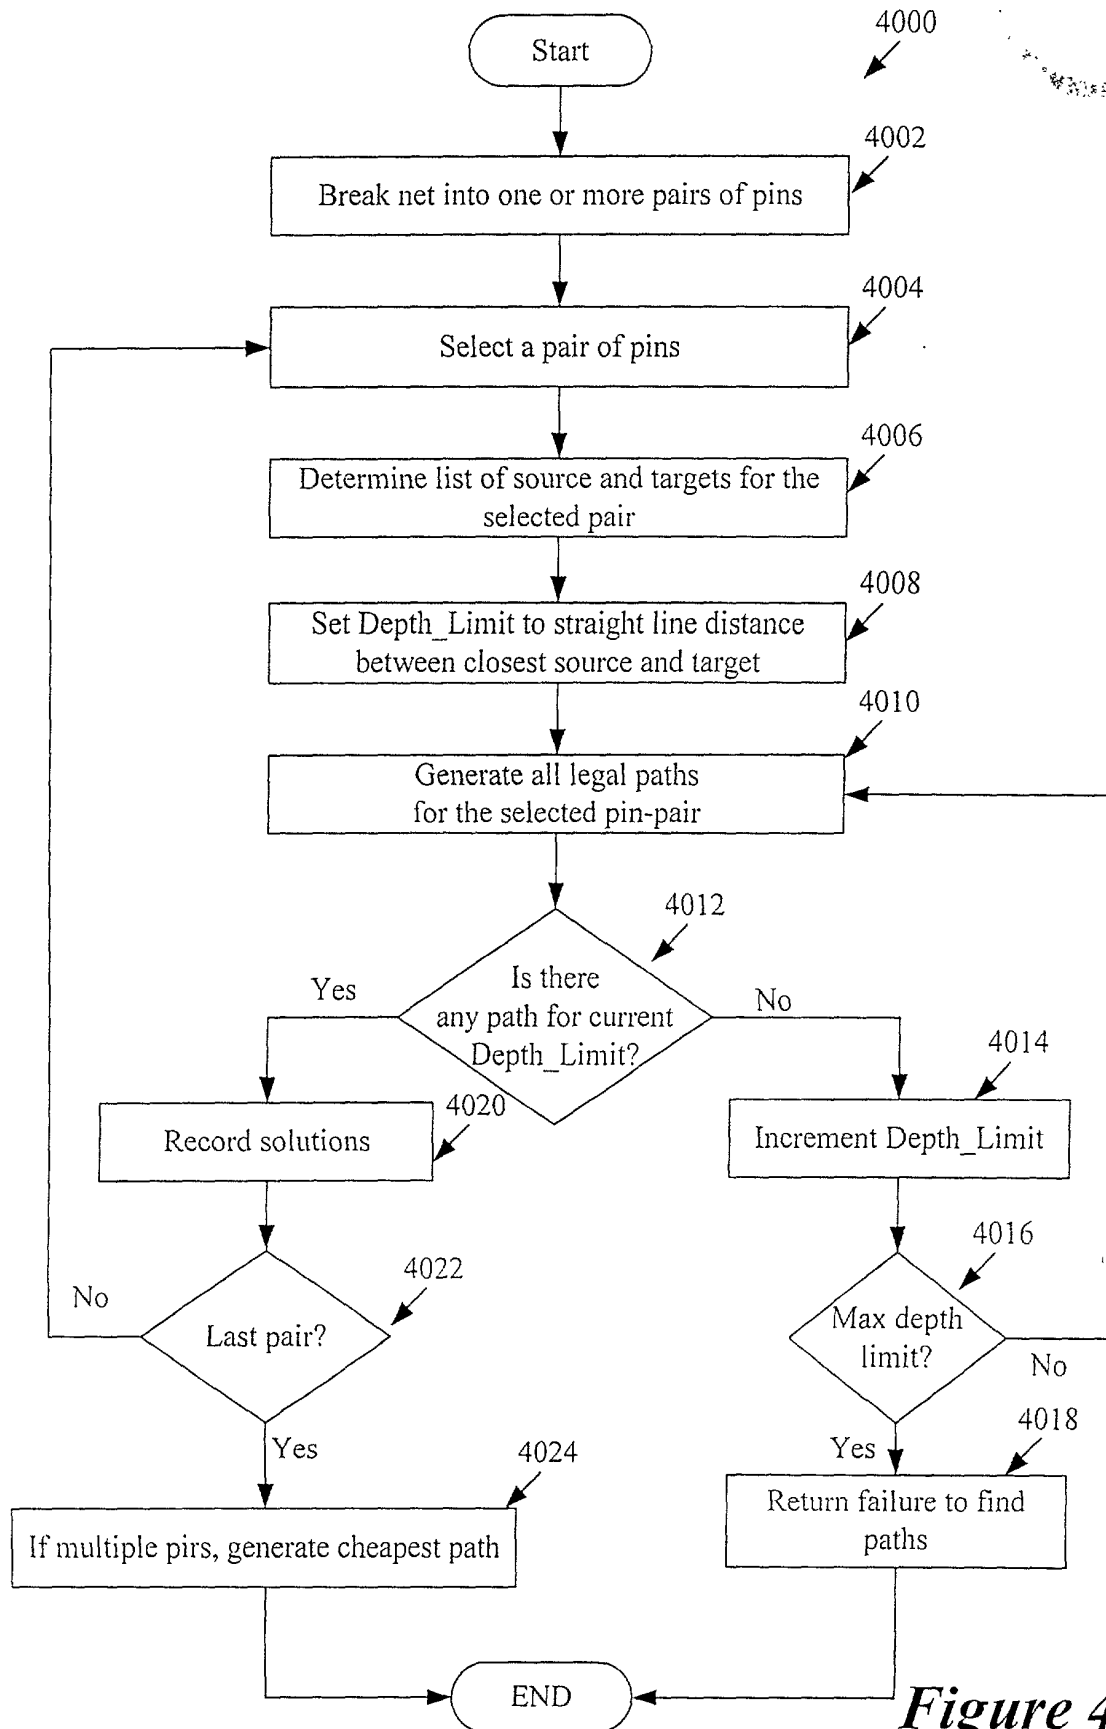 4000
Start
4002
Break net into one or more pairs of pins
4004
Select a pair of pins
4006
Determine list of source and targets for the
selected pair
4008
Set Depth_Limit to straight line distance
between closest source and target
4010
Generate all legal paths
for the selected pin-pair
4012
Is there
any path for current
Depth_Limit?
Yes
No
4014
Increment Depth_Limit
4020
Record solutions
4016
Max depth
limit?
No
4022
Last pair?
No
Yes
4018
Yes
Return failure to find
paths
4024
If multiple pirs, generate cheapest path
END
Figure 4